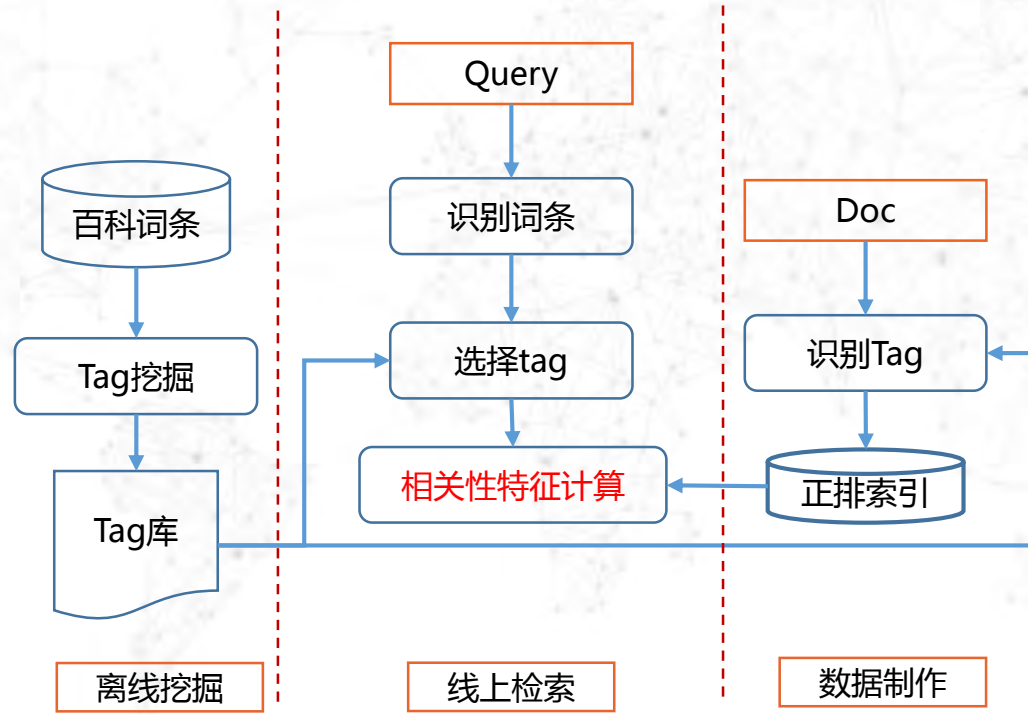 百科词条
Tag挖掘
Tag库
离线挖掘
Query
识别词条
选择tag
相关性特征计算
线上检索
Doc
识别Tag
正排索引
数据制作